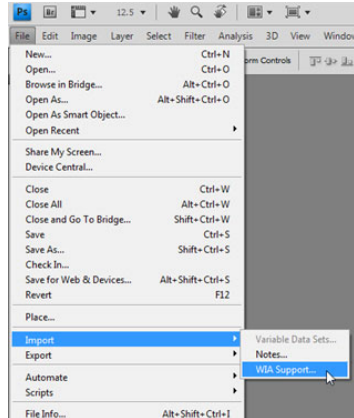 Ps Br 12.5
File Edit Image Layer Select Filter Analysis 3D View Window
New... Ctrl+N
Open... Ctrl+O
Browse in Bridge... Alt+Ctrl+O
Open As... Alt+Shift+Ctrl+O
Open As Smart Object...
Open Recent
Share My Screen...
Device Central...
Close Ctrl+W
Close All Alt+Ctrl+W
Close and Go To Bridge... Shift+Ctrl+W
Save Ctrl+S
Save As... Shift+Ctrl+S
Check In...
Save for Web & Devices... Alt+Shift+Ctrl+S
Revert F12
Place...
Import
Export
Automate
Scripts
File Info... Alt+Shift+Ctrl+I
orm Controls
Variable Data Sets...
Notes...
WIA Support...